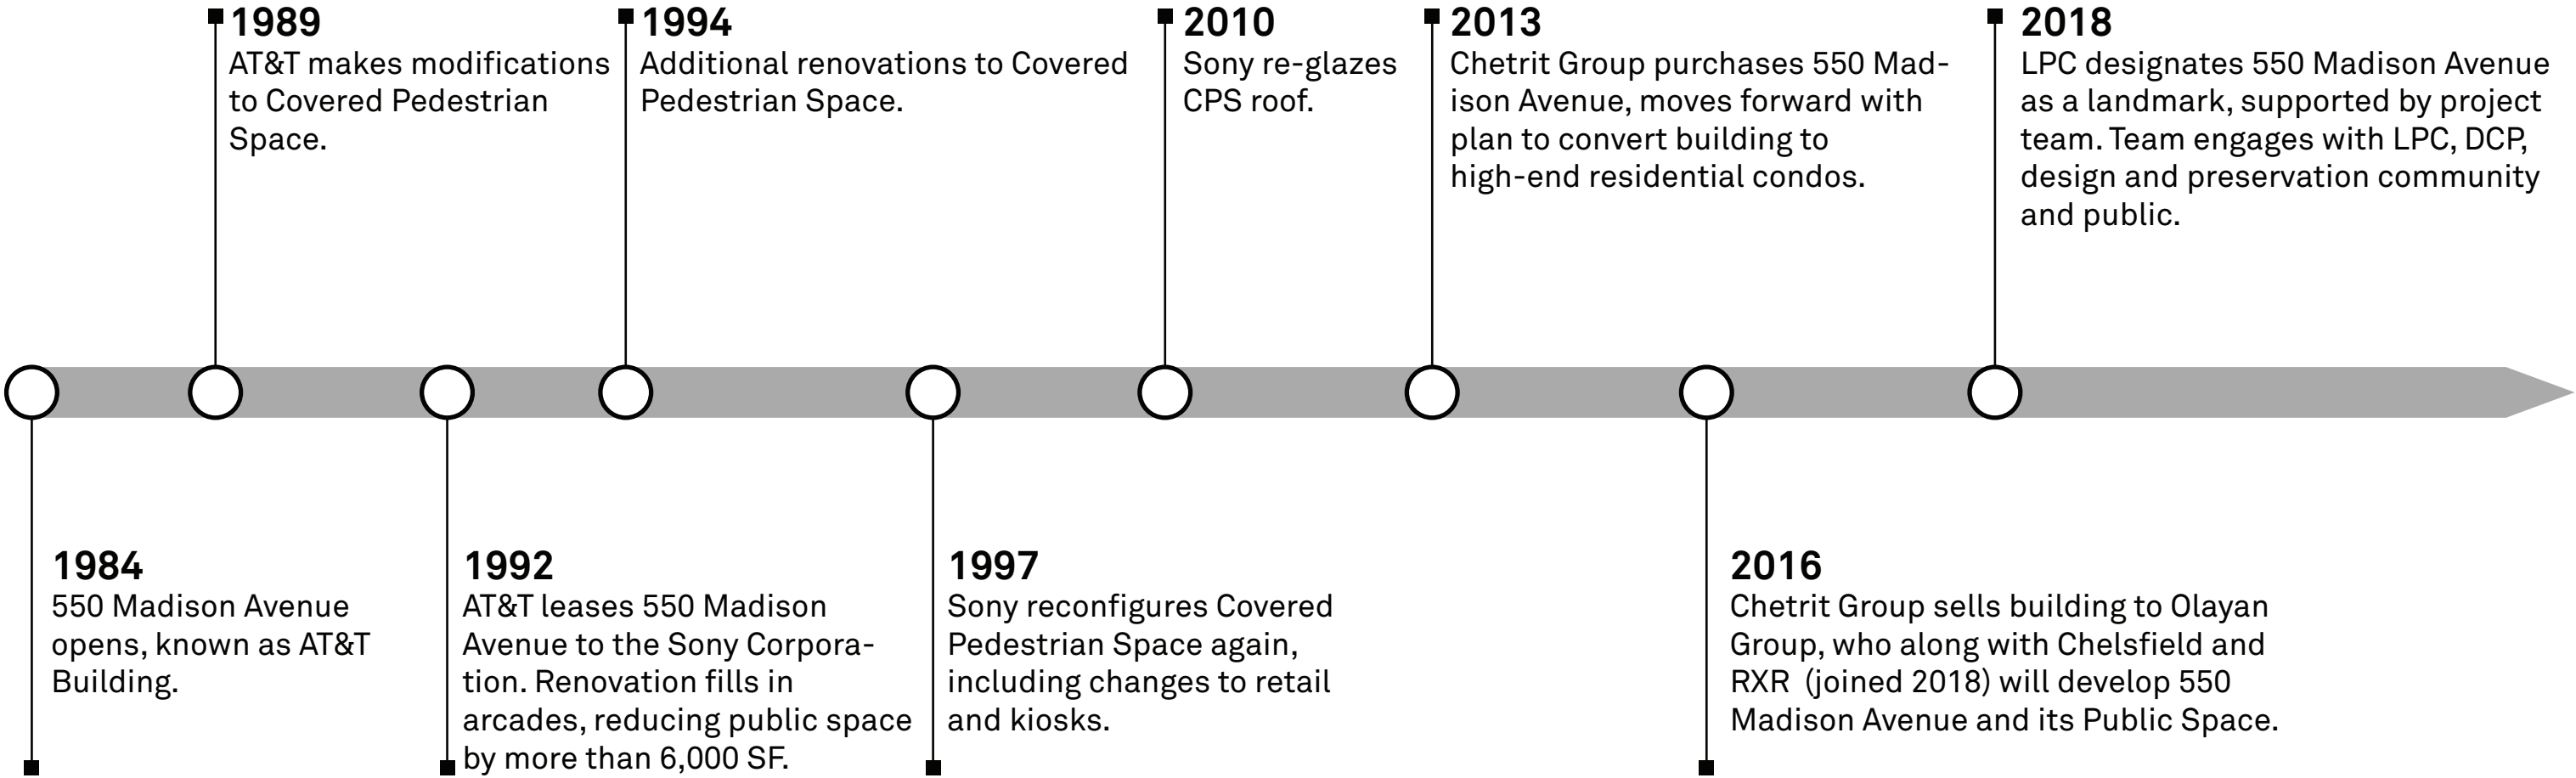 1989
AT&T makes modifications
to Covered Pedestrian
Space.
1994
Additional renovations to Covered
Pedestrian Space.
2010
Sony re-glazes
CPS roof.
2013
Chetrit Group purchases 550 Mad-
ison Avenue, moves forward with
plan to convert building to
high-end residential condos.
2018
LPC designates 550 Madison Avenue
as a landmark, supported by project
team. Team engages with LPC, DCP,
design and preservation community
and public.
1984
550 Madison Avenue
opens, known as AT&T
Building.
1992
AT&T leases 550 Madison
Avenue to the Sony Corpora-
tion. Renovation fills in
arcades, reducing public space
by more than 6,000 SF.
1997
Sony reconfigures Covered
Pedestrian Space again,
including changes to retail
and kiosks.
2016
Chetrit Group sells building to Olayan
Group, who along with Chelsfield and
RXR (joined 2018) will develop 550
Madison Avenue and its Public Space.